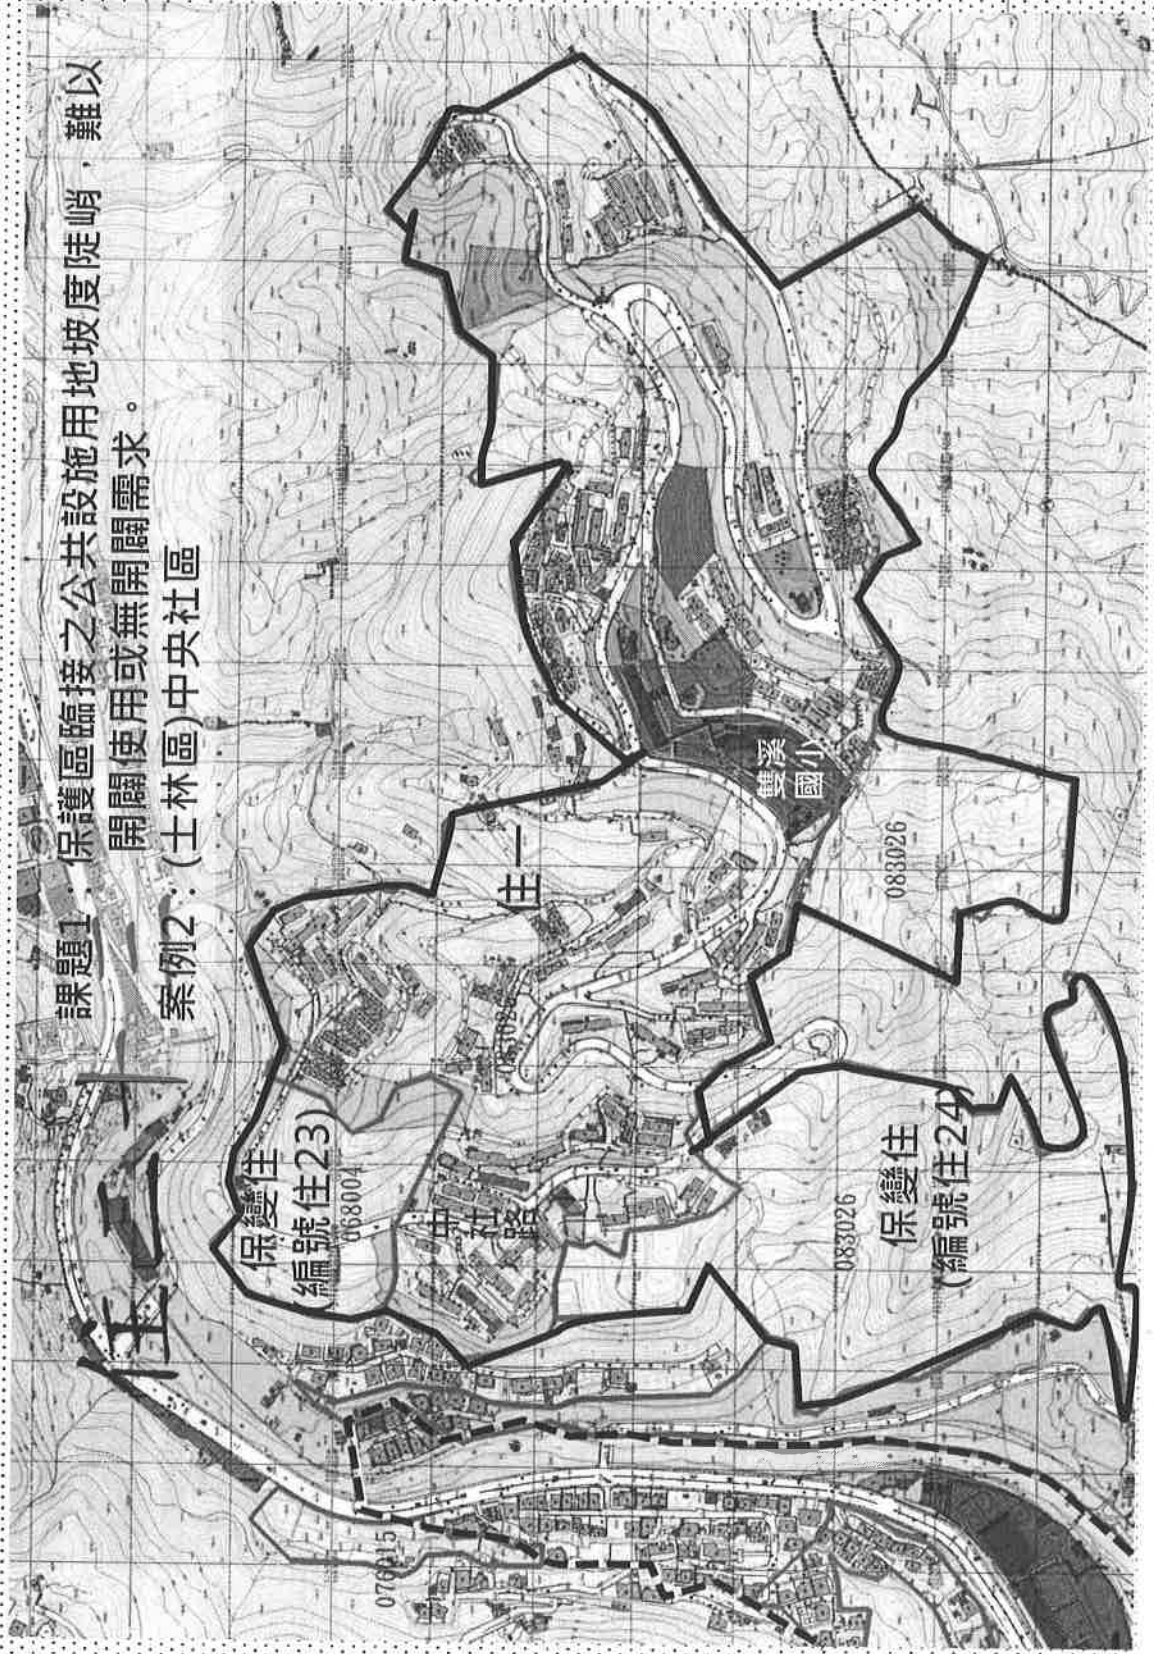 課題1：保護區臨接之公共設施用地坡度陡峭，難以
開闢使用或無開闢需求。
案例2：(士林區)中央社區
保變住
(編號住23)
068004
中社路
住一
雙溪
國小
083026
083026
保變住
(編號住24)